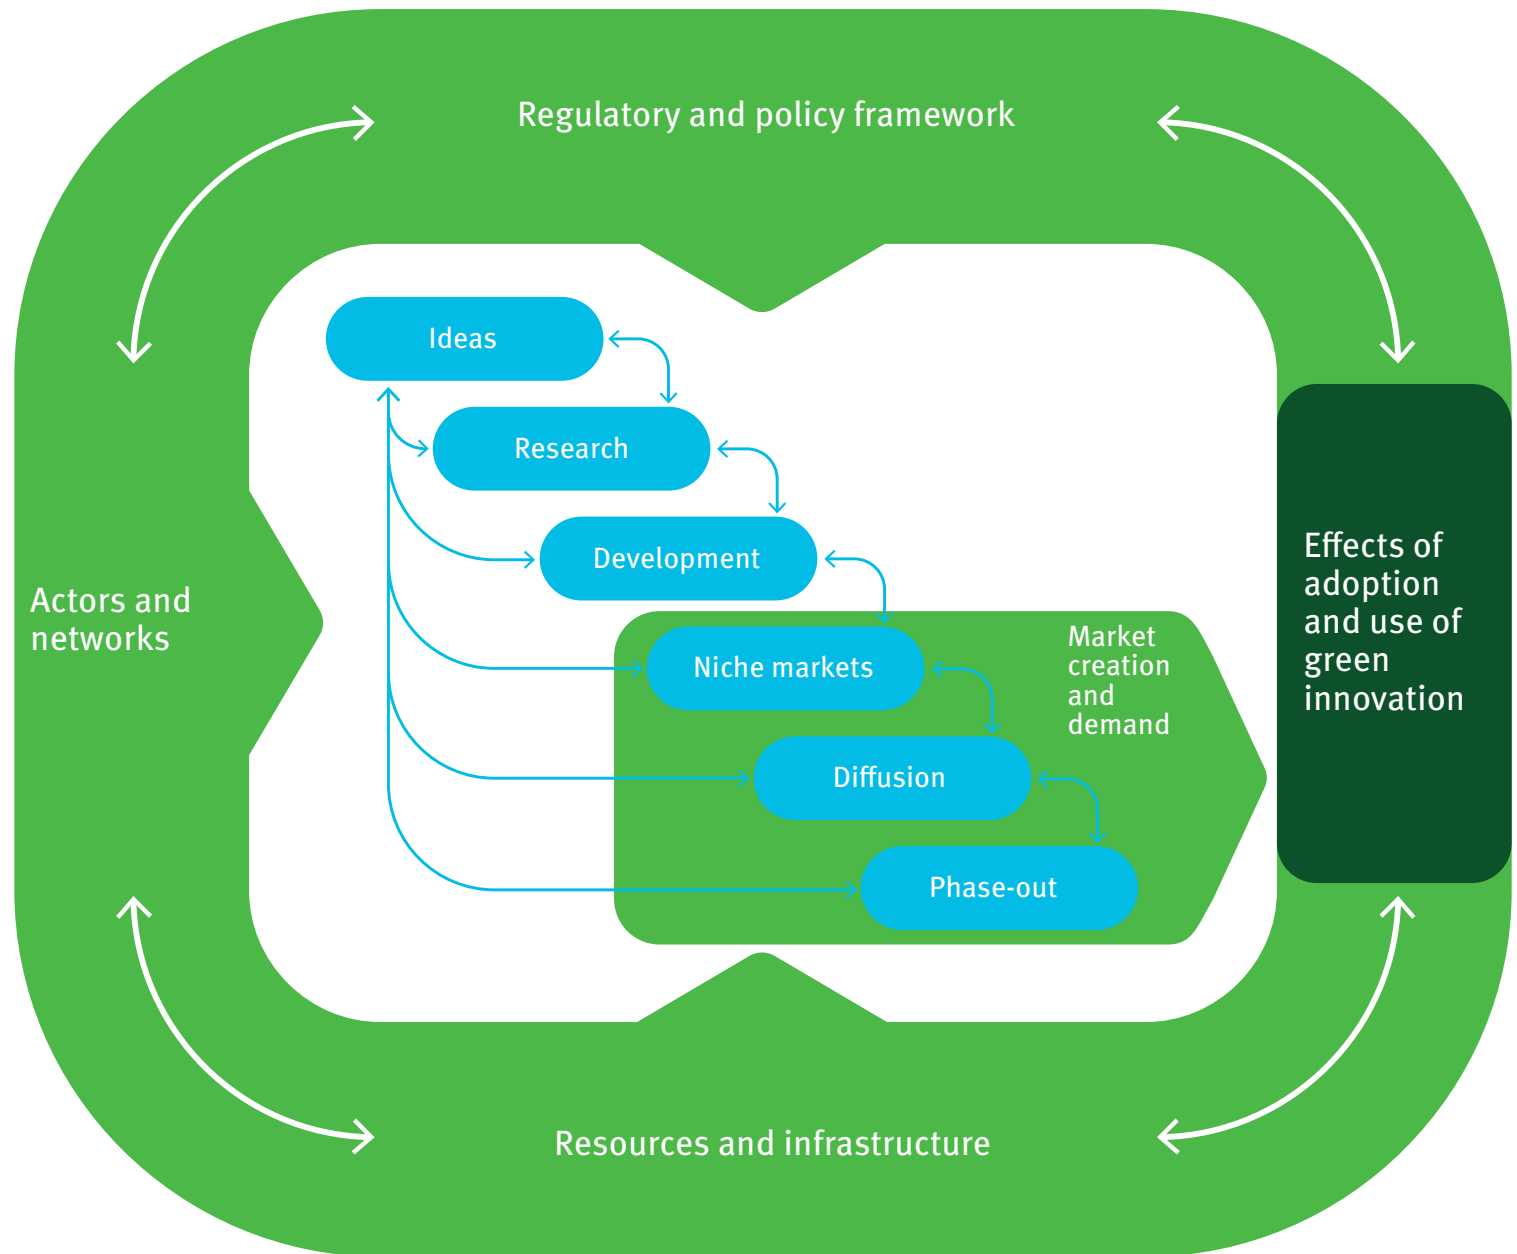 Regulatory and policy framework
Ideas
Research
Development
Niche markets
Diffusion
Phase-out
Market
creation
and
demand
Actors and
networks
Effects of
adoption
and use of
green
innovation
Resources and infrastructure